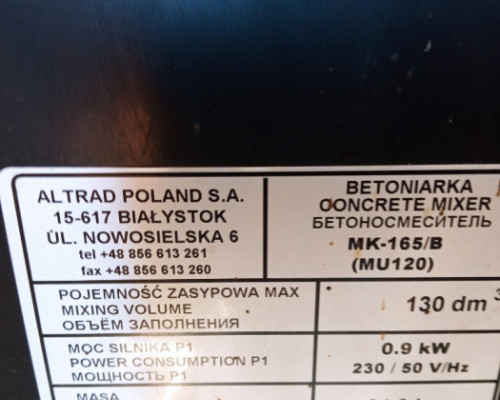 ALTRAD POLAND S.A.
15-617 BIAŁYSTOK
UL. NOWOSIELSKA 6
tel +48 856 613 261
fax +48 856 613 260
BETONIARKA
CONCRETE MIXER
БЕТОНОСМЕСИТЕЛЬ
MK-165/B
(MU120)
POJEMNOŚĆ ZASYPOWA MAX
MIXING VOLUME
ОБЪЁМ ЗАПОЛНЕНИЯ
130 dm³
MOC SILNIKA P1
POWER CONSUMPTION P1
МОЩНОСТЬ P1
0.9 kW
230 / 50 V/Hz
MASA